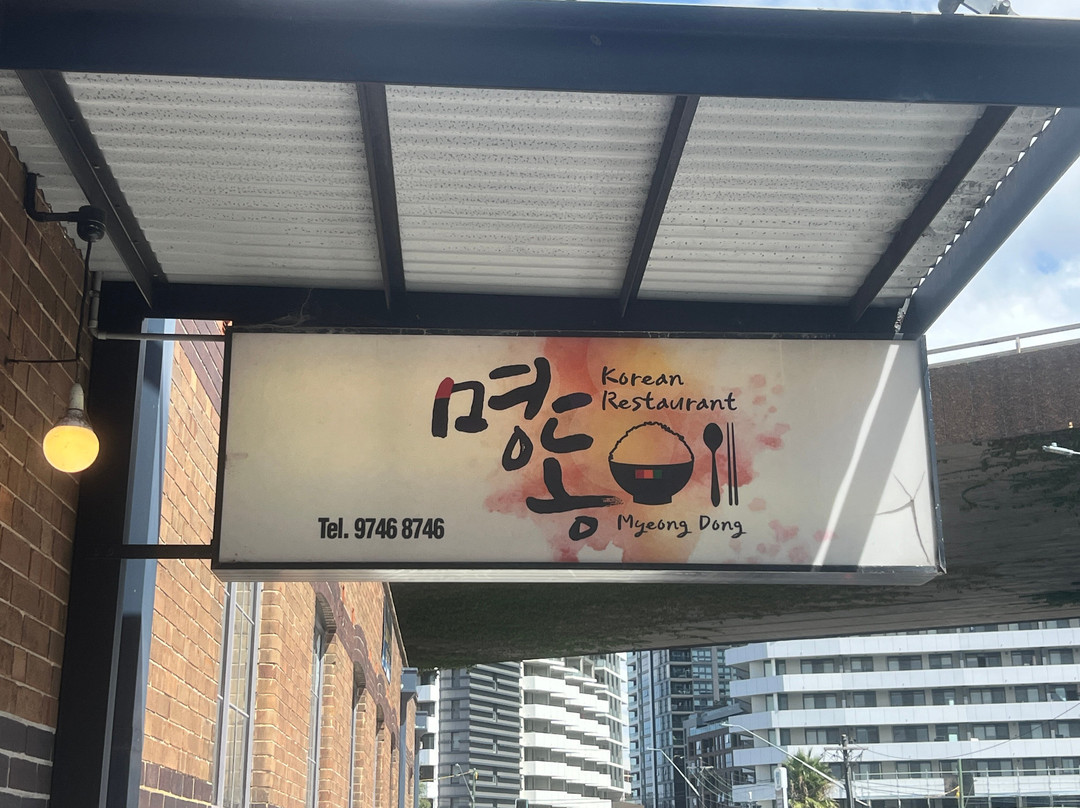 명동
Korean
Restaurant
Myeong Dong
Tel. 9746 8746